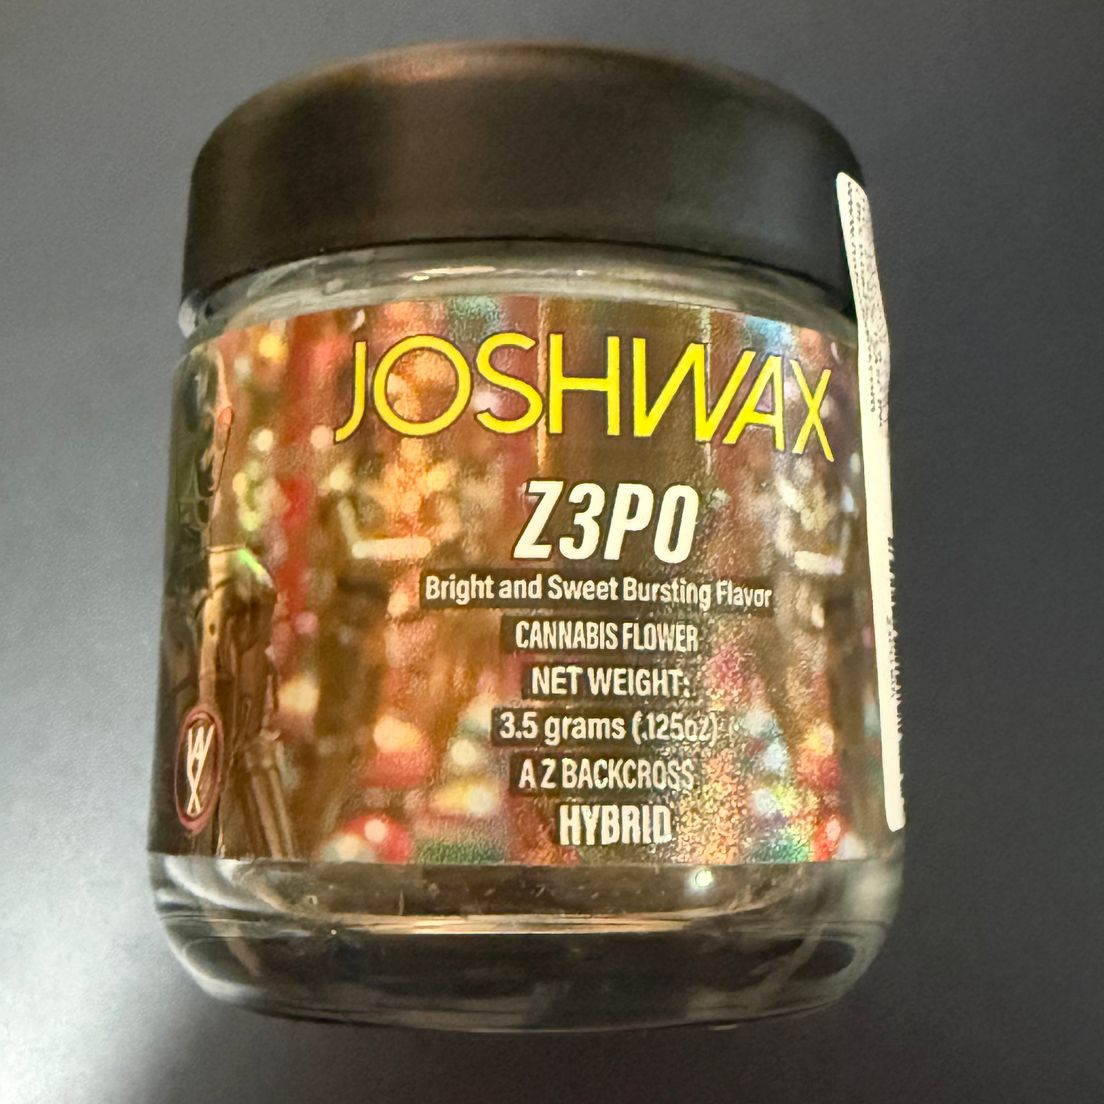 JOSHWAX
Z3PO
Bright and Sweet Bursting Flavor
CANNABIS FLOWER
NET WEIGHT:
3.5 grams (.125oz)
A Z BACKCROSS
HYBRID